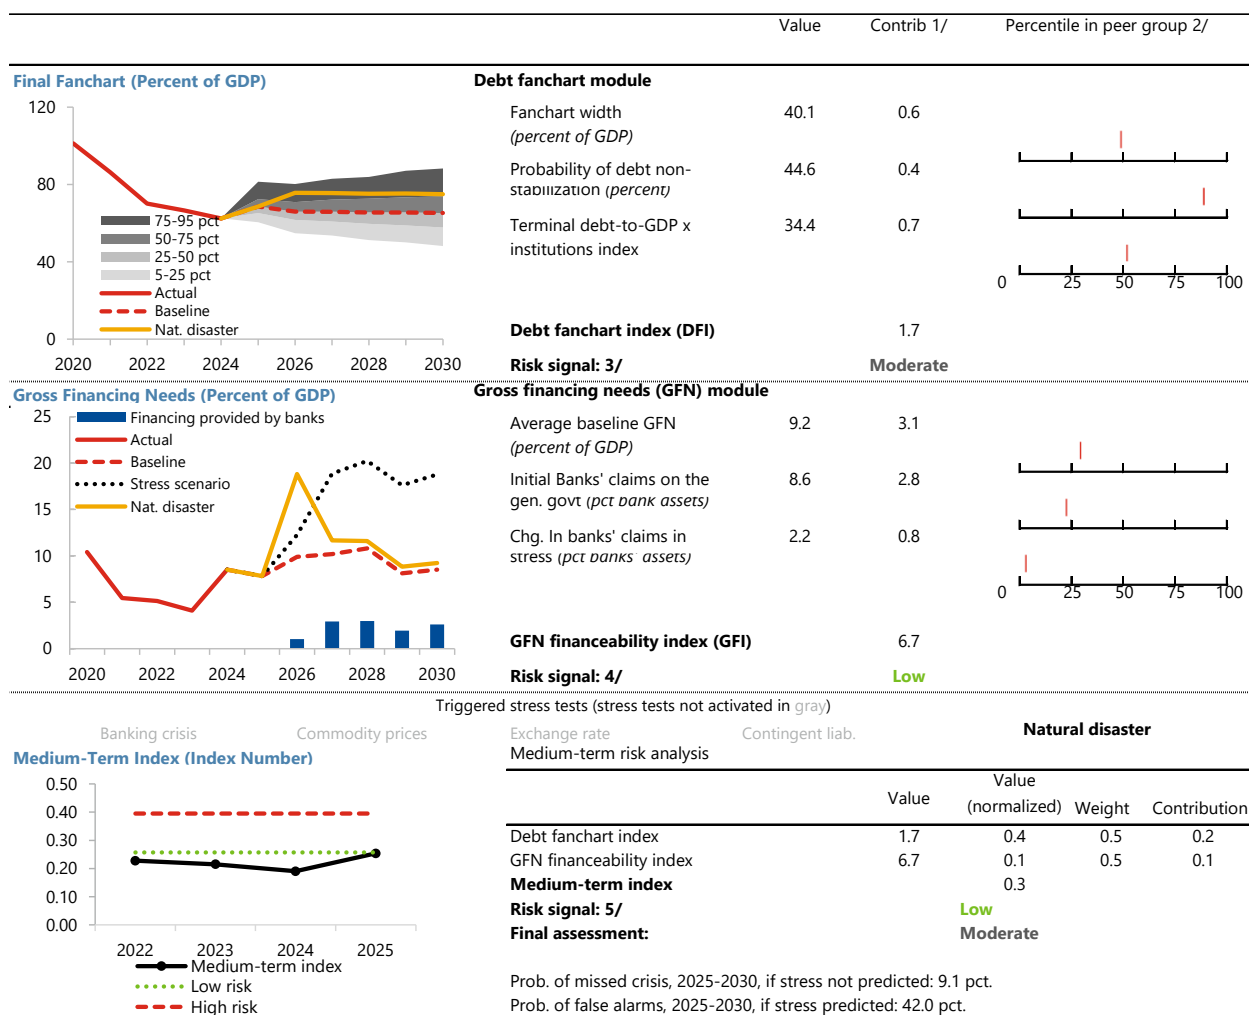 Value Contrib 1/ Percentile in peer group 2/
Final Fanchart (Percent of GDP)
120
80
40
0
2020 2022 2024 2026 2028 2030
75-95 pct
50-75 pct
25-50 pct
5-25 pct
Actual
Baseline
Nat. disaster
Debt fanchart module
Fanchart width 40.1 0.6
(percent of GDP)
Probability of debt non- 44.6 0.4
stabilization (percent)
Terminal debt-to-GDP x 34.4 0.7
institutions index
0 25 50 75 100
Debt fanchart index (DFI) 1.7
Risk signal: 3/ Moderate
Gross Financing Needs (Percent of GDP)
25
20
15
10
5
0
2020 2022 2024 2026 2028 2030
Financing provided by banks
Actual
Baseline
Stress scenario
Nat. disaster
Gross financing needs (GFN) module
Average baseline GFN 9.2 3.1
(percent of GDP)
Initial Banks' claims on the 8.6 2.8
gen. govt (pct bank assets)
Chg. In banks' claims in 2.2 0.8
stress (pct banks' assets)
0 25 50 75 100
GFN financeability index (GFI) 6.7
Risk signal: 4/ Low
Triggered stress tests (stress tests not activated in gray)
Banking crisis Commodity prices Exchange rate Contingent liab. Natural disaster
Medium-Term Index (Index Number)
0.50
0.40
0.30
0.20
0.10
0.00
2022 2023 2024 2025
Medium-term index
Low risk
High risk
Medium-term risk analysis
Value Value (normalized) Weight Contribution
Debt fanchart index 1.7 0.4 0.5 0.2
GFN financeability index 6.7 0.1 0.5 0.1
Medium-term index 0.3
Risk signal: 5/ Low
Final assessment: Moderate
Prob. of missed crisis, 2025-2030, if stress not predicted: 9.1 pct.
Prob. of false alarms, 2025-2030, if stress predicted: 42.0 pct.